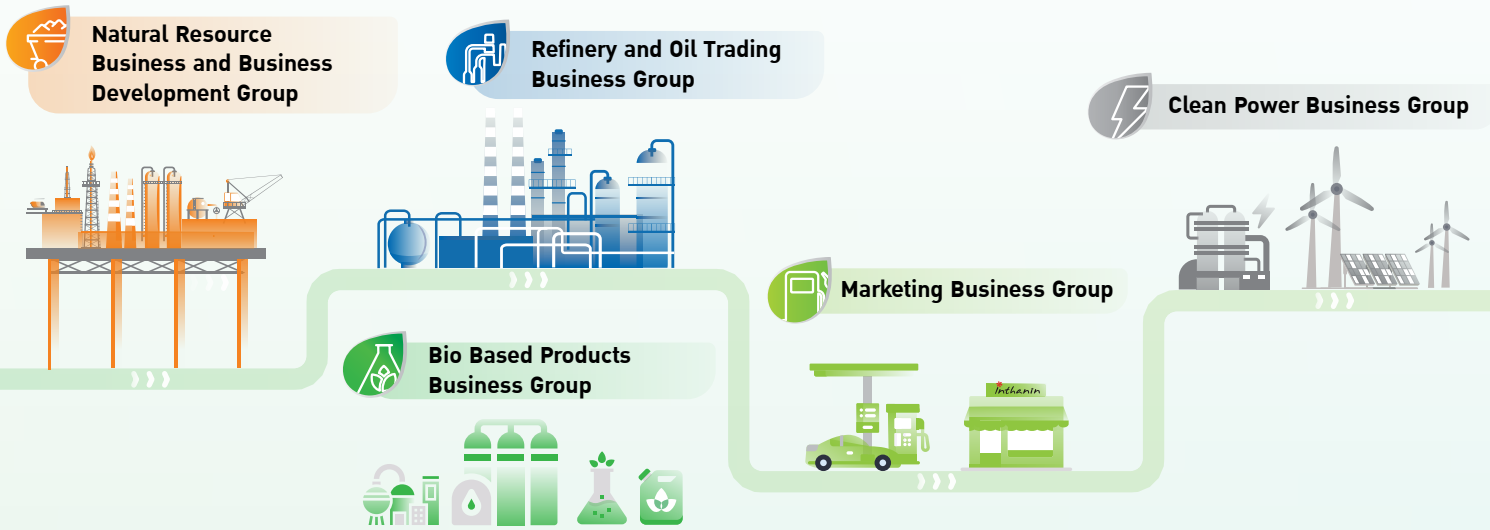 Natural Resource
Business and Business
Development Group
Refinery and Oil Trading
Business Group
Clean Power Business Group
Marketing Business Group
Bio Based Products
Business Group
inthanin